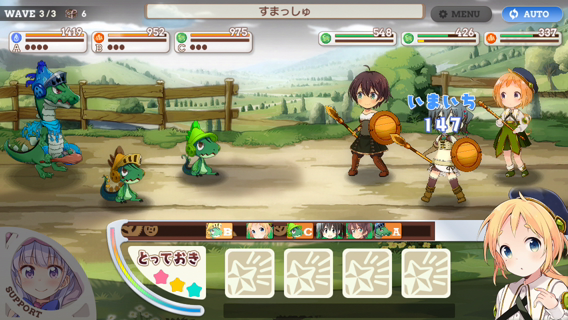 WAVE 3/3 6
すまっしゅ
MENU
AUTO
1419
A
952
B
975
C
548
426
337
いまいち
147
B
C
A
とっておき
SUPPORT